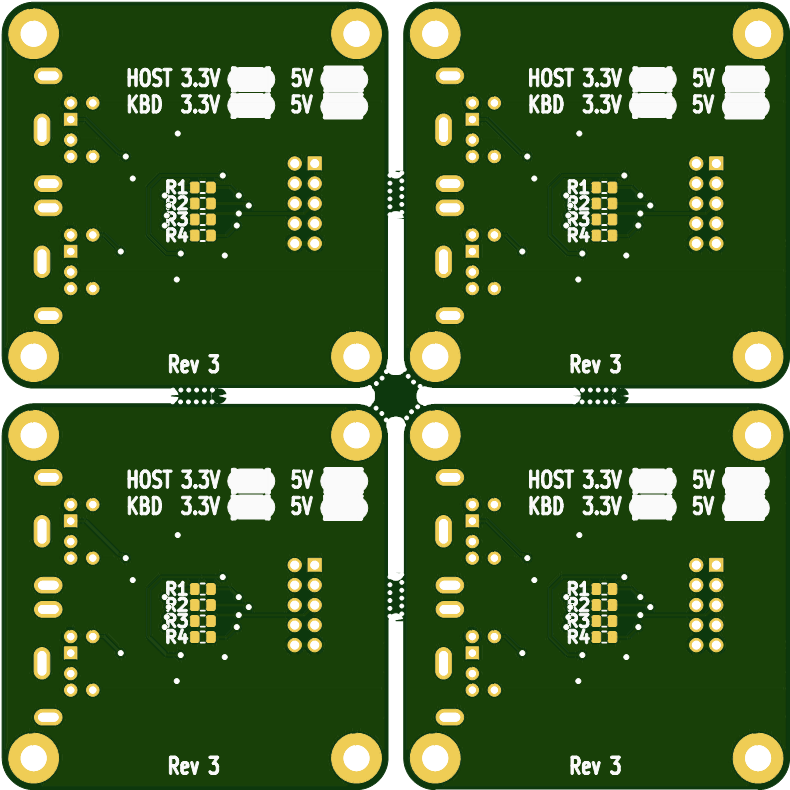 HOST 3.3V 5V
KBD 3.3V 5V
R1
R2
R3
R4
Rev 3
HOST 3.3V 5V
KBD 3.3V 5V
R1
R2
R3
R4
Rev 3
HOST 3.3V 5V
KBD 3.3V 5V
R1
R2
R3
R4
Rev 3
HOST 3.3V 5V
KBD 3.3V 5V
R1
R2
R3
R4
Rev 3